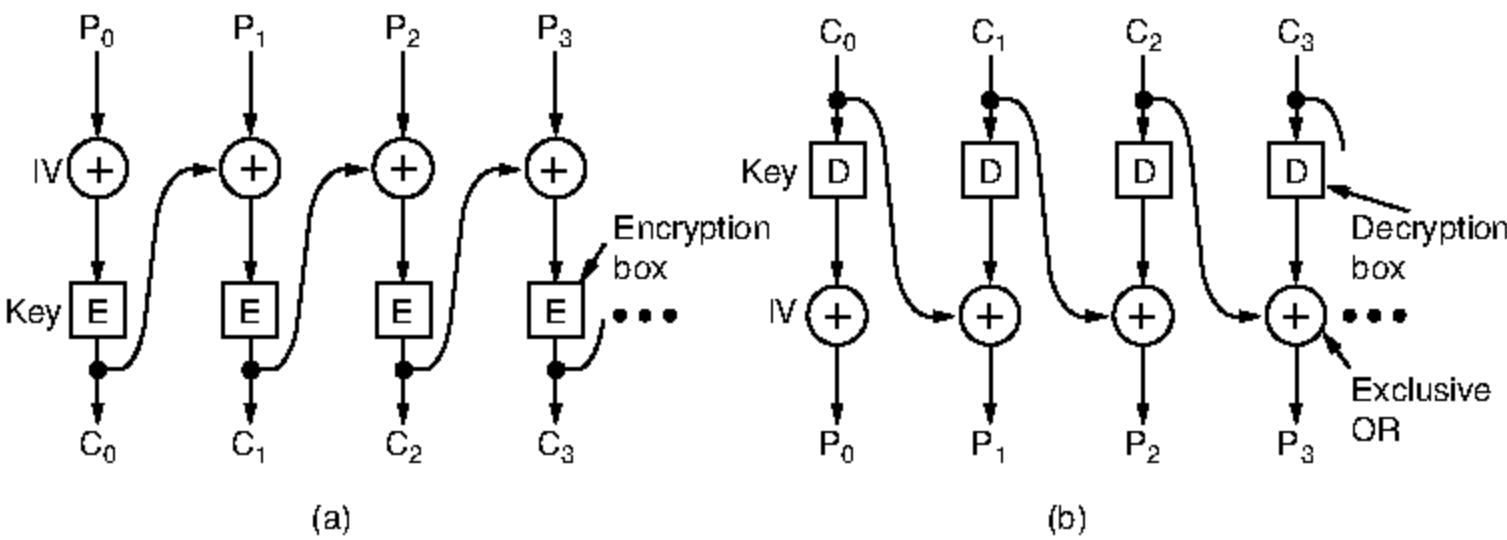 P₀ P₁ P₂ P₃
IV + + + +
Encryption
box
Key E E E E
C₀ C₁ C₂ C₃
(a)
C₀ C₁ C₂ C₃
Key D D D D
Decryption
box
IV + + + +
Exclusive
OR
P₀ P₁ P₂ P₃
(b)